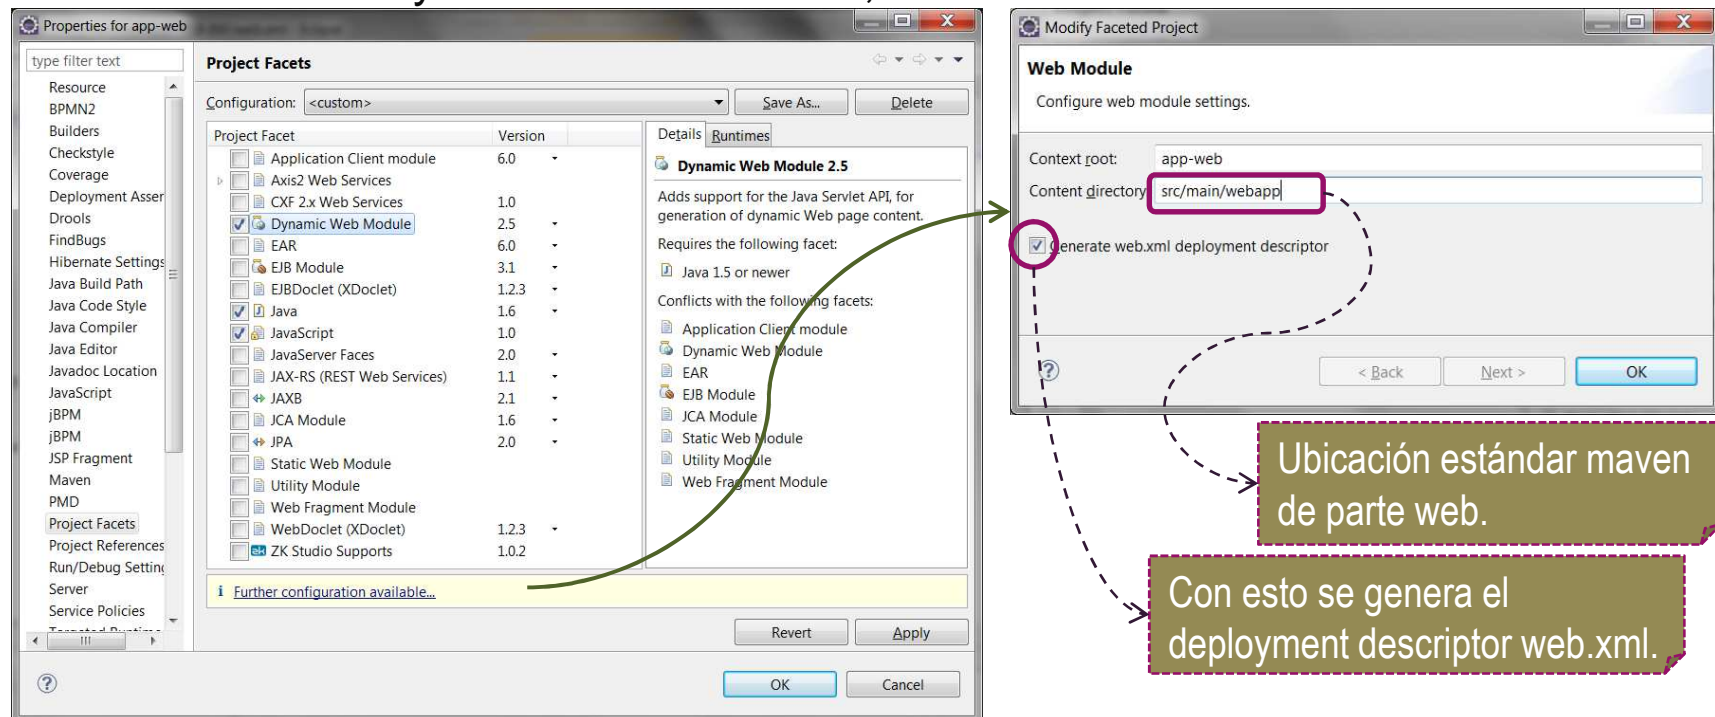 Properties for app-web
type filter text
Resource
BPMN2
Builders
Checkstyle
Coverage
Deployment Asser
Drools
FindBugs
Hibernate Settings
Java Build Path
Java Code Style
Java Compiler
Java Editor
Javadoc Location
JavaScript
jBPM
jBPM
JSP Fragment
Maven
PMD
Project Facets
Project References
Run/Debug Setting
Server
Service Policies
Project Facets
Configuration: <custom>
Save As...
Delete
Project Facet Version
Application Client module 6.0
Axis2 Web Services
CXF 2.x Web Services 1.0
Dynamic Web Module 2.5
EAR 6.0
EJB Module 3.1
EJBDoclet (XDoclet) 1.2.3
Java 1.6
JavaScript 1.0
JavaServer Faces 2.0
JAX-RS (REST Web Services) 1.1
JAXB 2.1
JCA Module 1.6
JPA 2.0
Static Web Module
Utility Module
Web Fragment Module
WebDoclet (XDoclet) 1.2.3
ZK Studio Supports 1.0.2
Details Runtimes
Dynamic Web Module 2.5
Adds support for the Java Servlet API, for
generation of dynamic Web page content.
Requires the following facet:
Java 1.5 or newer
Conflicts with the following facets:
Application Client module
Dynamic Web Module
EAR
EJB Module
JCA Module
Static Web Module
Utility Module
Web Fragment Module
Further configuration available...
Revert
Apply
OK
Cancel
Modify Faceted Project
Web Module
Configure web module settings.
Context root: app-web
Content directory src/main/webapp
Generate web.xml deployment descriptor
< Back
Next >
OK
Ubicación estándar maven
de parte web.
Con esto se genera el
deployment descriptor web.xml.